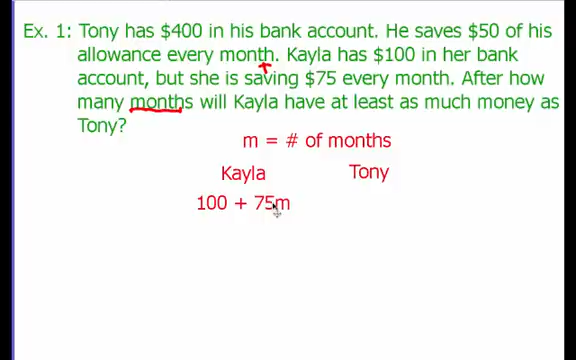 Ex. 1: Tony has $400 in his bank account. He saves $50 of his
allowance every month. Kayla has $100 in her bank
account, but she is saving $75 every month. After how
many months will Kayla have at least as much money as
Tony?
m = # of months
Kayla Tony
100 + 75m